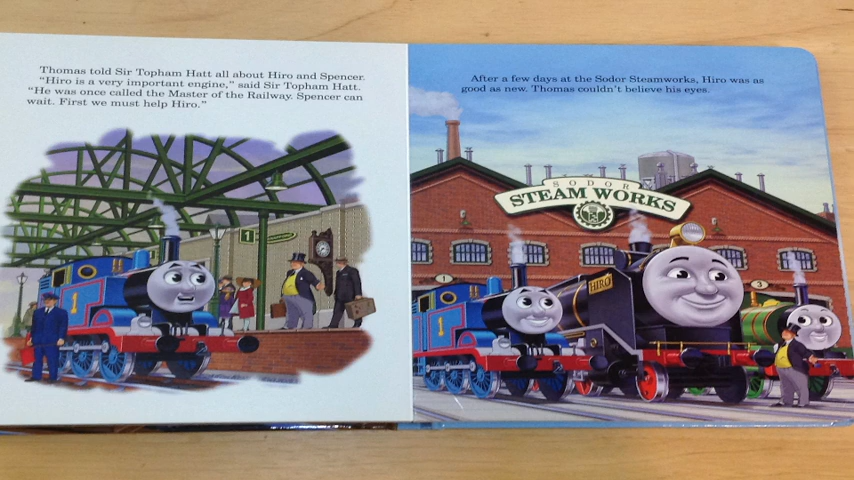 Thomas told Sir Topham Hatt all about Hiro and Spencer.
"Hiro is a very important engine," said Sir Topham Hatt.
"He was once called the Master of the Railway. Spencer can
wait. First we must help Hiro."
1
1
After a few days at the Sodor Steamworks, Hiro was as
good as new. Thomas couldn't believe his eyes.
SODOR
STEAM WORKS
1
3
HIRO
1